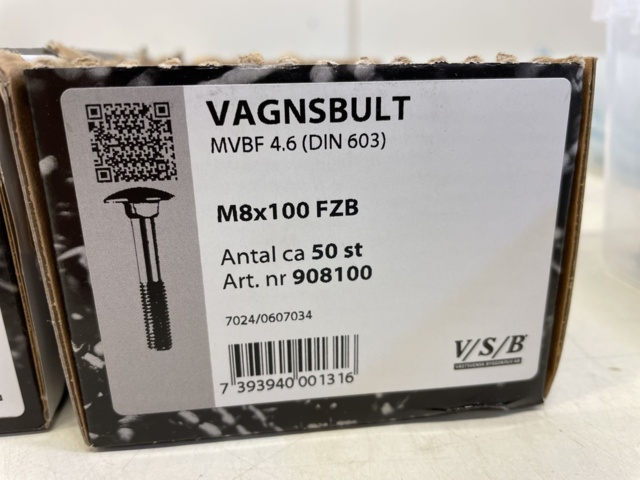 VAGNSBULT
MVBF 4.6 (DIN 603)
M8x100 FZB
Antal ca 50 st
Art. nr 908100
7024/0607034
7 393940 001316
V/S/B